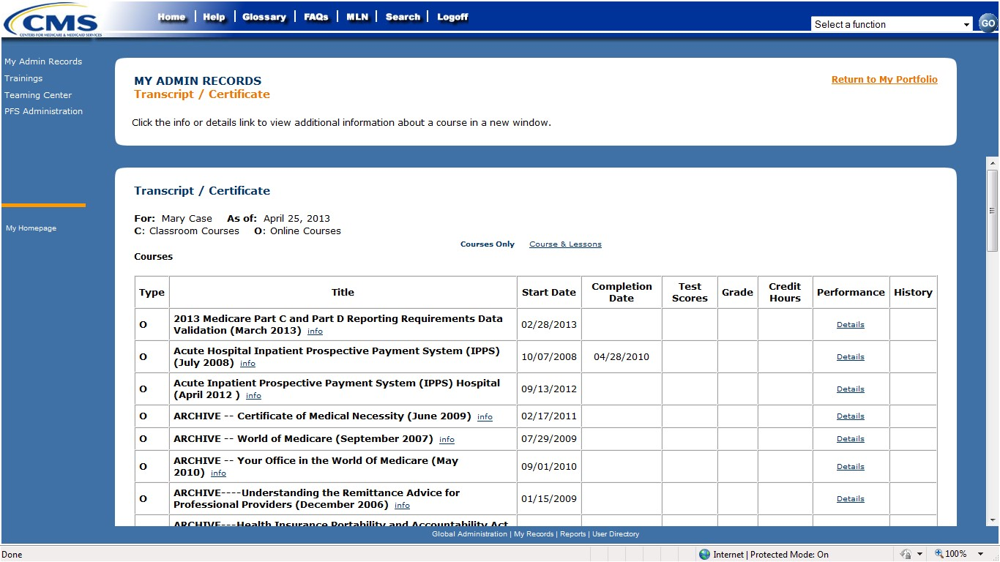 CMS
CENTERS FOR MEDICARE & MEDICAID SERVICES
Home | Help | Glossary | FAQs | MLN | Search | Logoff
Select a function
GO
My Admin Records
Trainings
Teaming Center
PFS Administration
My Homepage
MY ADMIN RECORDS
Return to My Portfolio
Transcript / Certificate
Click the info or details link to view additional information about a course in a new window.
Transcript / Certificate
For: Mary Case As of: April 25, 2013
C: Classroom Courses O: Online Courses
Courses Only Course & Lessons
Courses
Type Title Start Date Completion Date Test Scores Grade Credit Hours Performance History
O 2013 Medicare Part C and Part D Reporting Requirements Data
Validation (March 2013) info 02/28/2013 Details
O Acute Hospital Inpatient Prospective Payment System (IPPS)
(July 2008) info 10/07/2008 04/28/2010 Details
O Acute Inpatient Prospective Payment System (IPPS) Hospital
(April 2012 ) info 09/13/2012 Details
O ARCHIVE -- Certificate of Medical Necessity (June 2009) info 02/17/2011 Details
O ARCHIVE -- World of Medicare (September 2007) info 07/29/2009 Details
O ARCHIVE -- Your Office in the World Of Medicare (May
2010) info 09/01/2010 Details
O ARCHIVE----Understanding the Remittance Advice for
Professional Providers (December 2006) info 01/15/2009 Details
ARCHIVE---Health Insurance Portability and Accountability Act
Global Administration | My Records | Reports | User Directory
Done
Internet | Protected Mode: On
100%